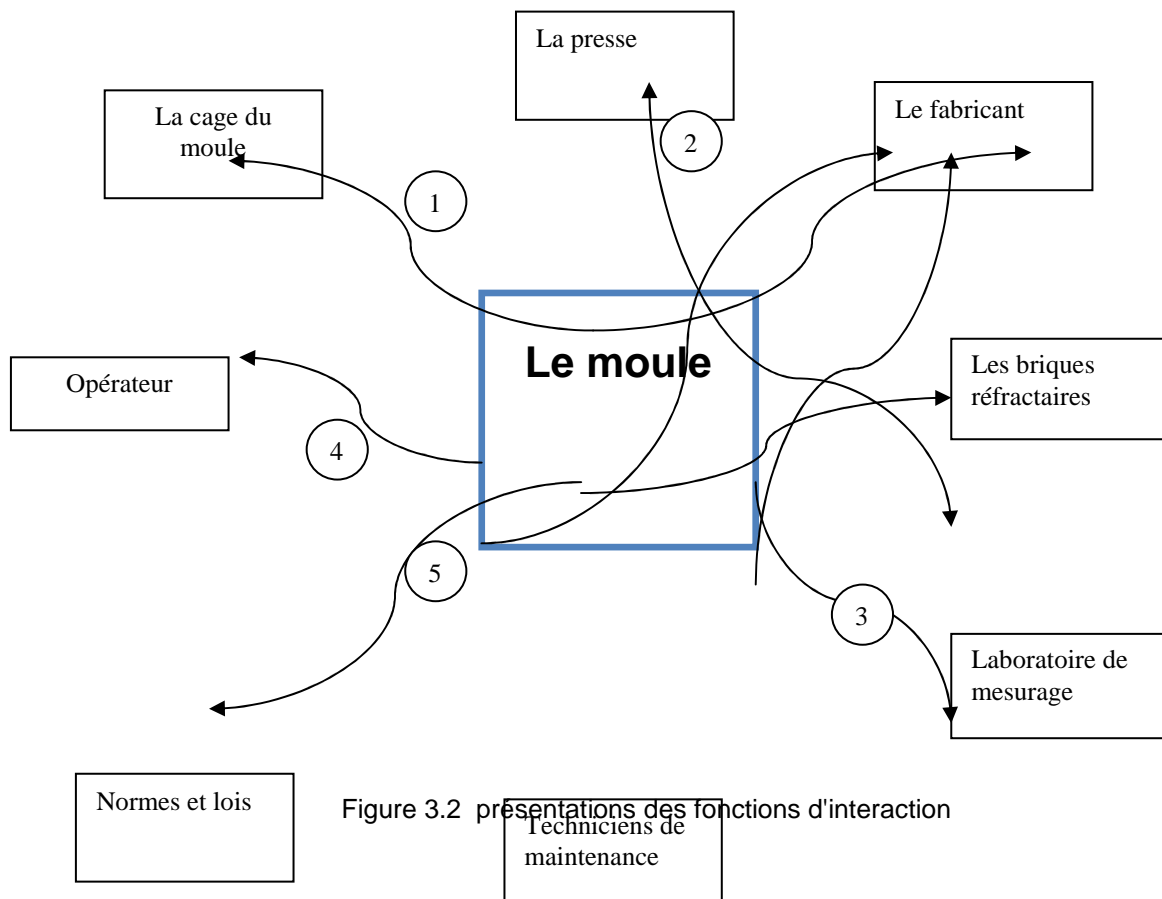 La presse
La cage du
moule
Le fabricant
2
1
Le moule
Les briques
réfractaires
Opérateur
4
5
3
Laboratoire de
mesurage
Normes et lois
Figure 3.2 présentations des fonctions d'interaction
Techniciens de
maintenance